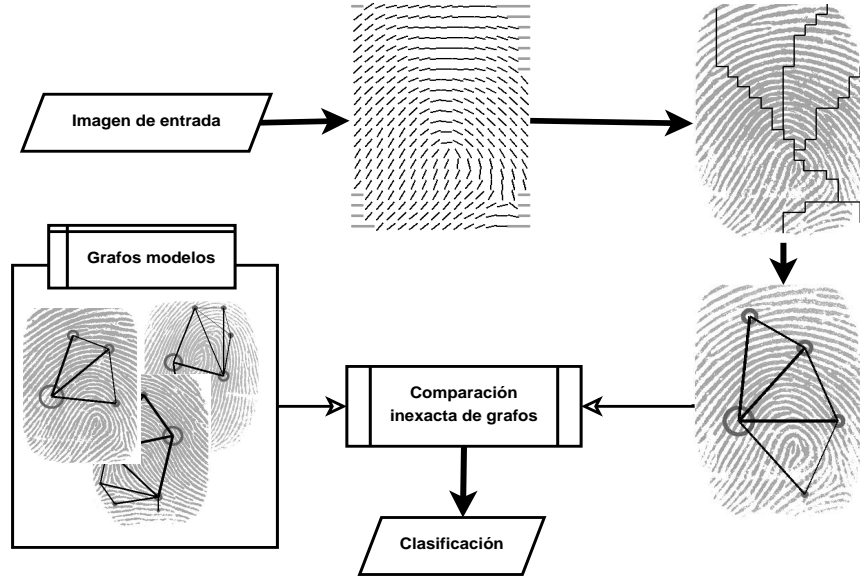 Imagen de entrada
Grafos modelos
Comparación
inexacta de grafos
Clasificación